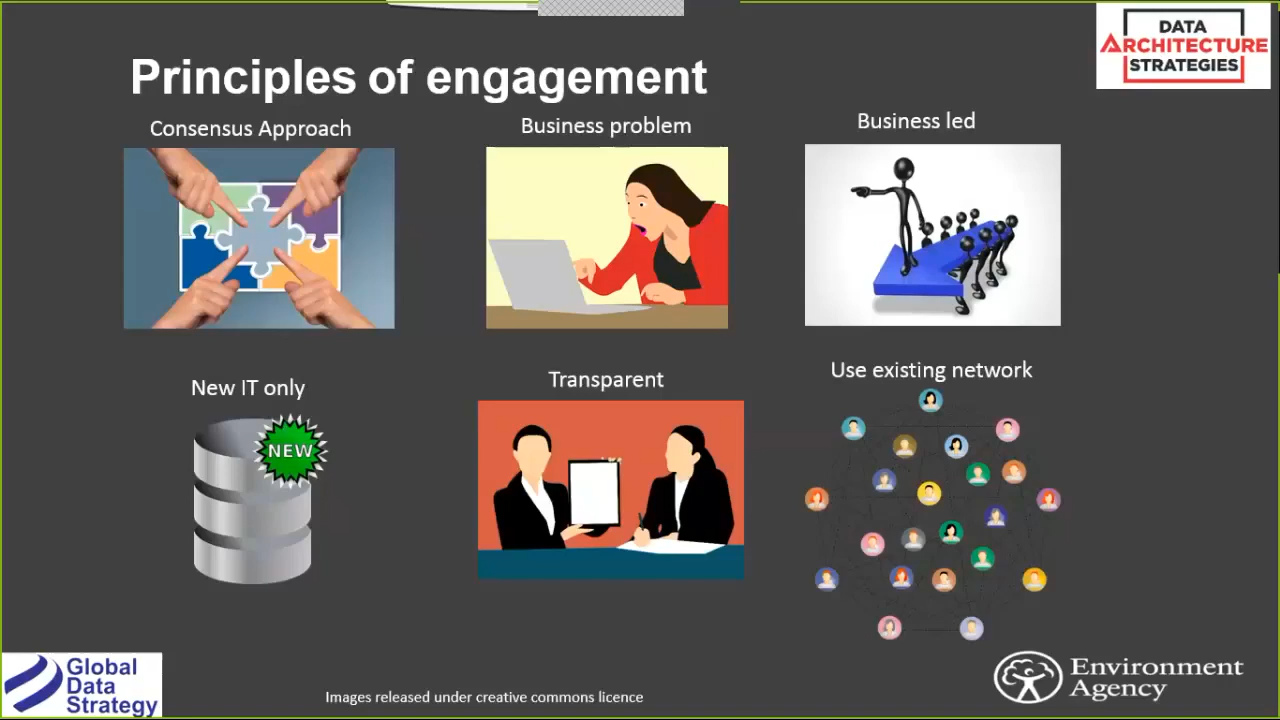 DATA
ARCHITECTURE
STRATEGIES
Principles of engagement
Consensus Approach
Business problem
Business led
New IT only
Transparent
Use existing network
NEW
Global
Data
Strategy
Images released under creative commons licence
Environment
Agency